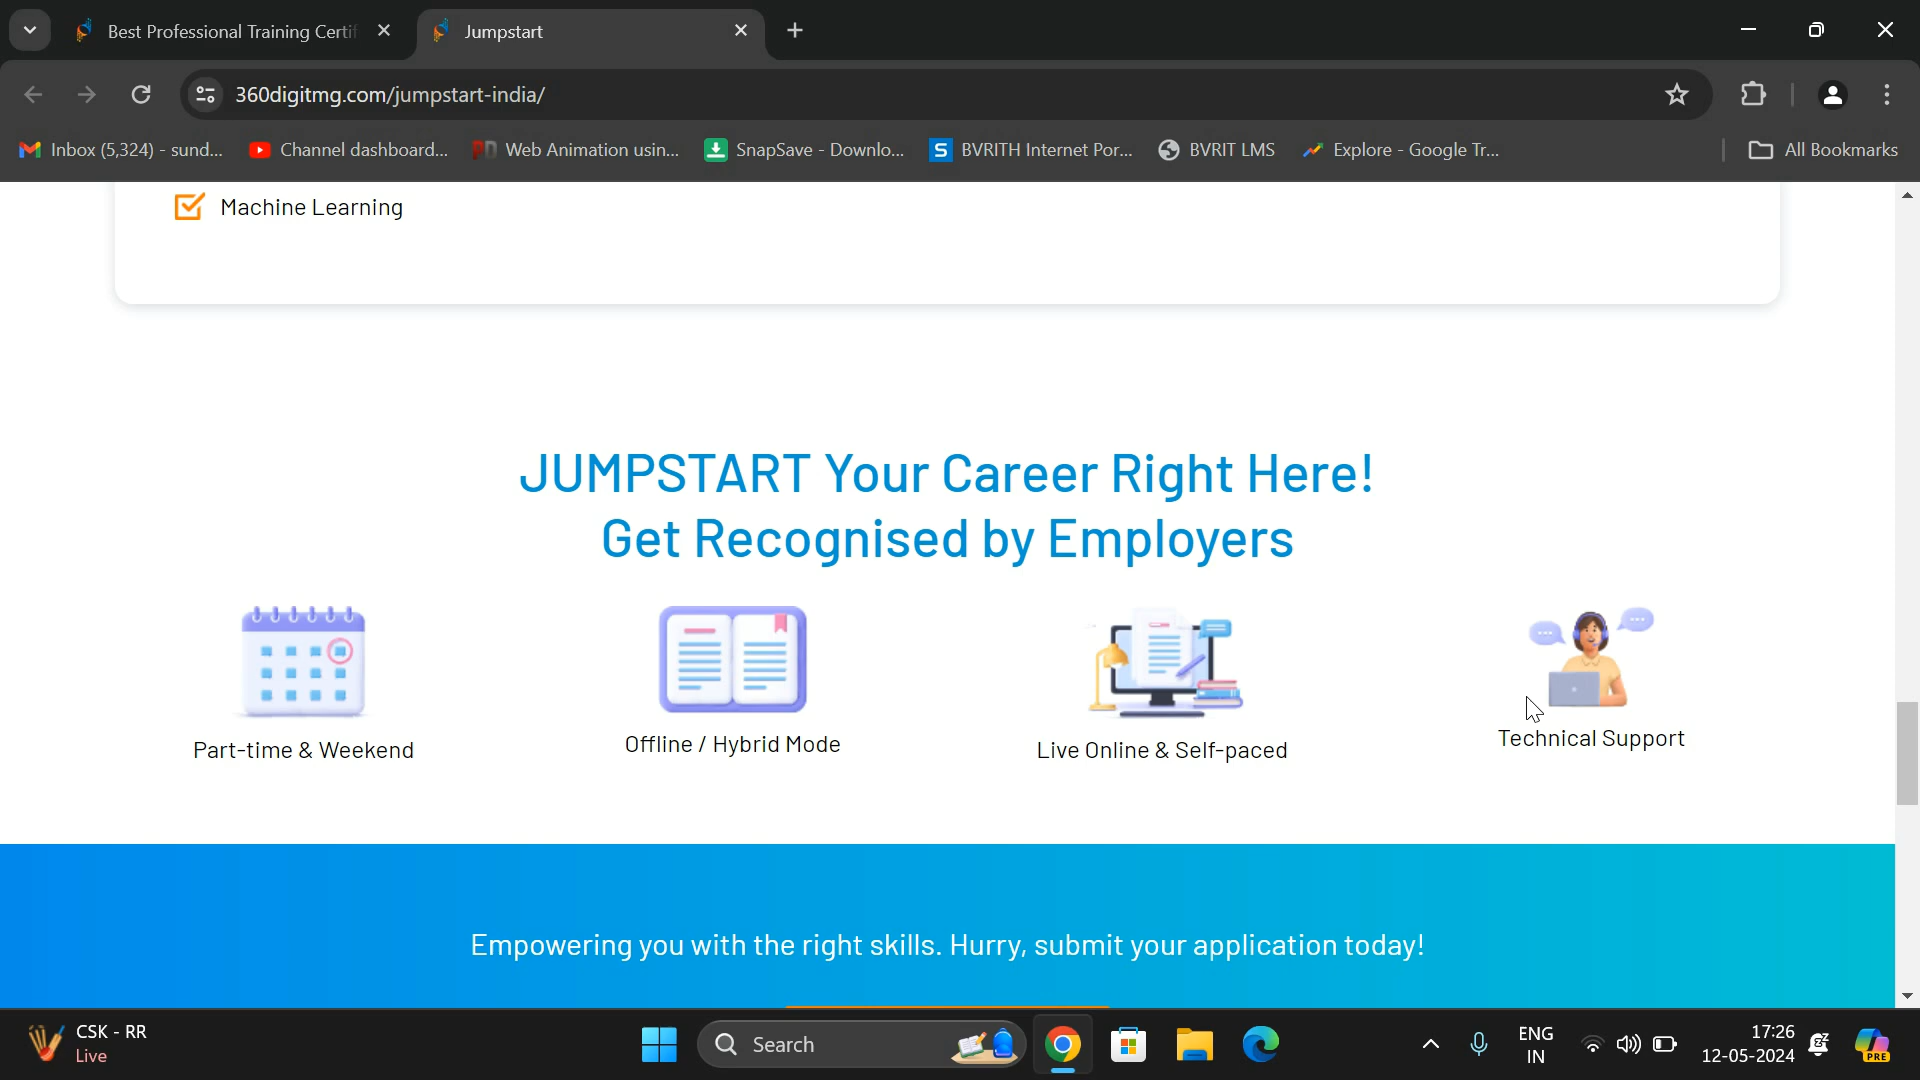 Best Professional Training Certif
Jumpstart
360digitmg.com/jumpstart-india/
Inbox (5,324) - sund...
Channel dashboard...
Web Animation usin...
SnapSave - Downlo...
BVRITH Internet Por...
BVRIT LMS
Explore - Google Tr...
All Bookmarks
Machine Learning
JUMPSTART Your Career Right Here!
Get Recognised by Employers
Part-time & Weekend
Offline / Hybrid Mode
Live Online & Self-paced
Technical Support
Empowering you with the right skills. Hurry, submit your application today!
CSK - RR
Live
Search
ENG
IN
17:26
12-05-2024
PRE